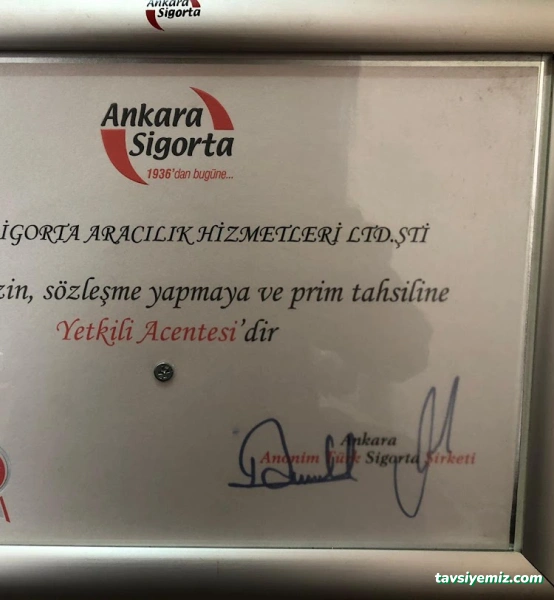 Ankara
Sigorta
Ankara
Sigorta
1936'dan bugüne...
SİGORTA ARACILIK HİZMETLERİ LTD.ŞTİ
sözleşme yapmaya ve prim tahsiline
Yetkili Acentesi'dir
Ankara
Anonim Türk Sigorta Şirketi
tavsiyemiz.com